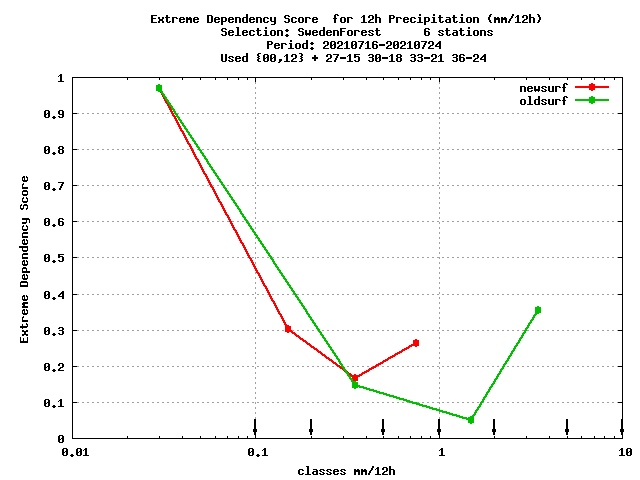 Extreme Dependency Score  for 12h Precipitation (mm/12h)
Selection: SwedenForest      6 stations
Period: 20210716-20210724
Used {00,12} + 27-15 30-18 33-21 36-24
newsurf
oldsurf
Extreme Dependency Score
1
0.9
0.8
0.7
0.6
0.5
0.4
0.3
0.2
0.1
0
0.01 0.1 1 10
classes mm/12h